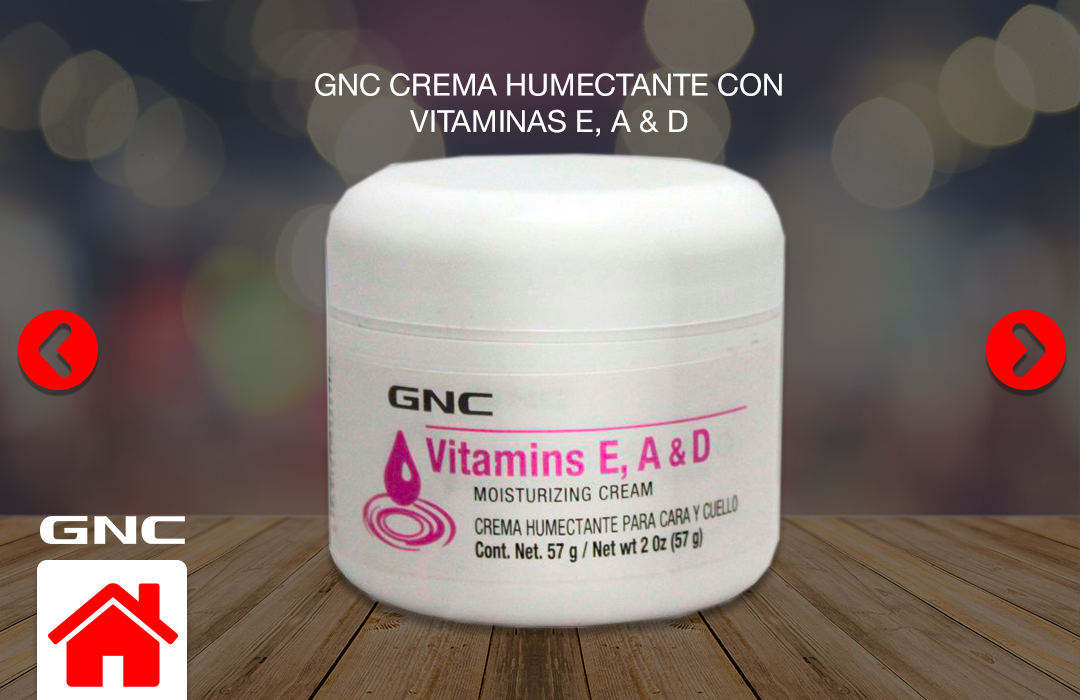 GNC CREMA HUMECTANTE CON
VITAMINAS E, A & D
GNC
Vitamins E, A & D
MOISTURIZING CREAM
CREMA HUMECTANTE PARA CARA Y CUELLO
Cont. Net. 57 g / Net wt 2 Oz (57 g)
GNC